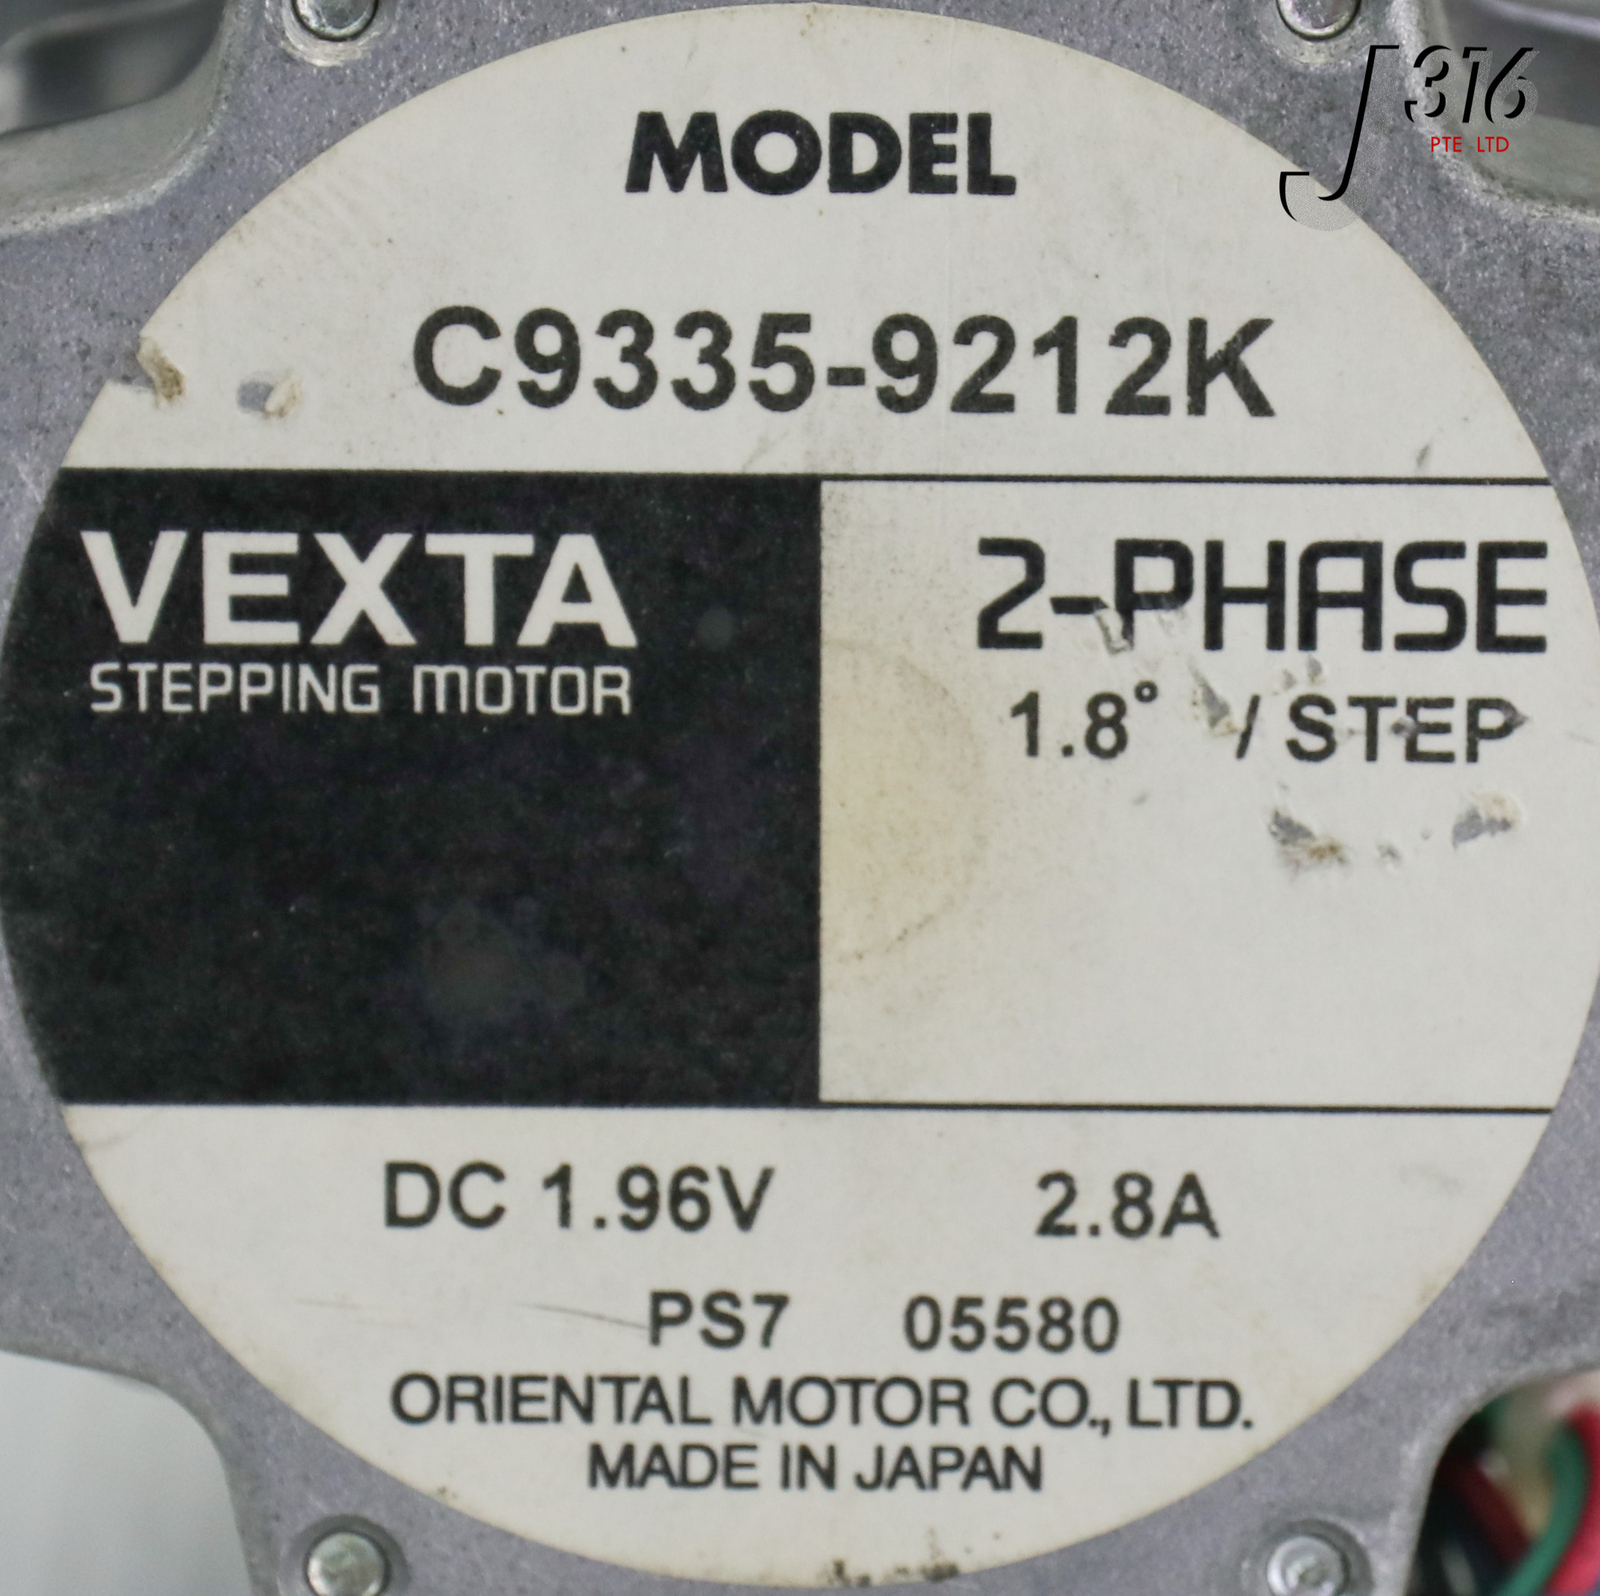 J316
PTE LTD
MODEL
C9335-9212K
VEXTA
STEPPING MOTOR
2-PHASE
1.8° / STEP
DC 1.96V 2.8A
PS7 05580
ORIENTAL MOTOR CO., LTD.
MADE IN JAPAN